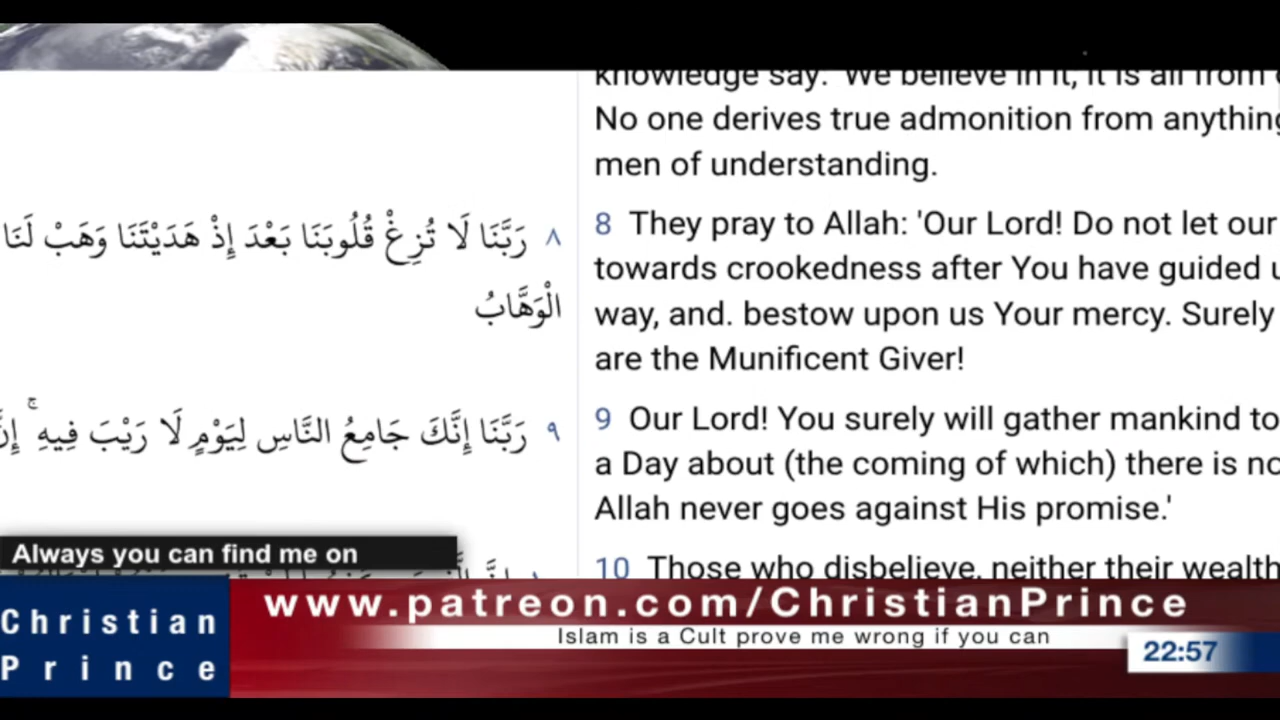 knowledge say: 'We believe in it, it is all from
No one derives true admonition from anything
men of understanding.
٨ رَبَّنَا لَا تُزِغْ قُلُوبَنَا بَعْدَ إِذْ هَدَيْتَنَا وَهَبْ لَنَا
الْوَهَّابُ
8 They pray to Allah: 'Our Lord! Do not let our
towards crookedness after You have guided
way, and. bestow upon us Your mercy. Surely
are the Munificent Giver!
٩ رَبَّنَا إِنَّكَ جَامِعُ النَّاسِ لِيَوْمٍ لَا رَيْبَ فِيهِ ۚ
9 Our Lord! You surely will gather mankind to
a Day about (the coming of which) there is no
Allah never goes against His promise.'
10 Those who disbelieve, neither their wealth
Always you can find me on
www.patreon.com/ChristianPrince
Islam is a Cult prove me wrong if you can
Christian
Prince
22:57